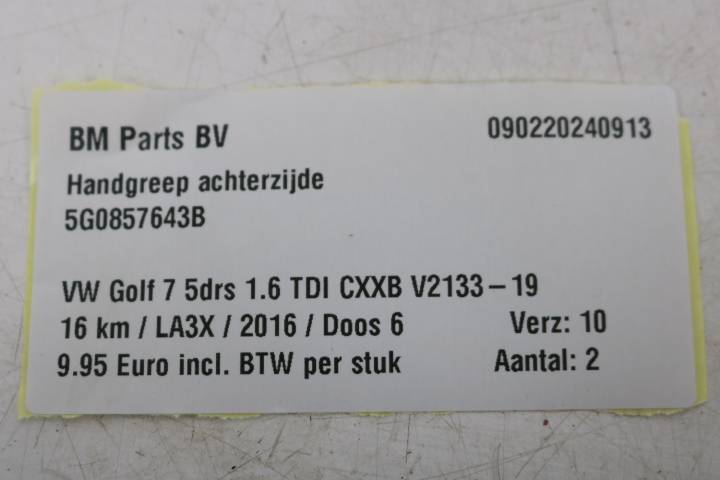 BM Parts BV 090220240913
Handgreep achterzijde
5G0857643B
VW Golf 7 5drs 1.6 TDI CXXB V2133-19
16 km / LA3X / 2016 / Doos 6 Verz: 10
9.95 Euro incl. BTW per stuk Aantal: 2